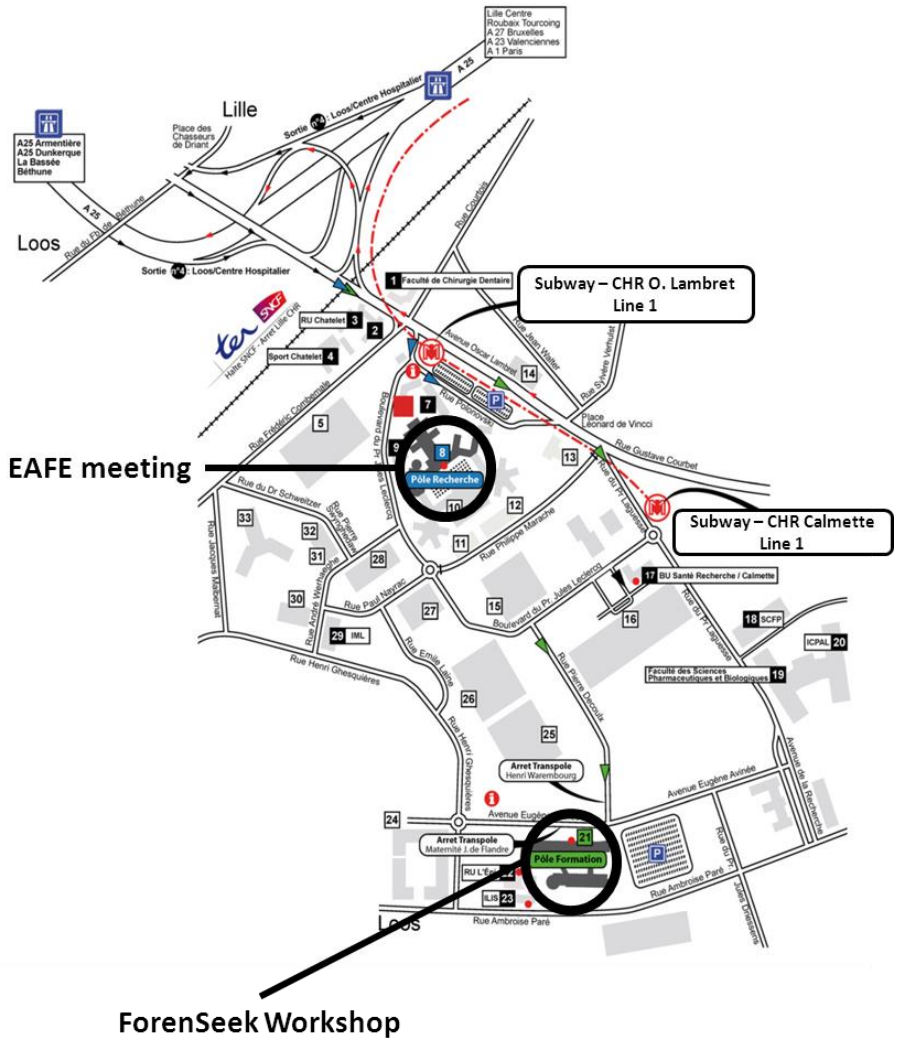 Lille Centre
Roubaix Tourcoing
A 27 Bruxelles
A 23 Valenciennes
A 1 Paris
A 25
Lille
Sortie n°4 : Loos/Centre Hospitalier
Place des
Chasseurs
de Driant
A25 Armentière
A25 Dunkerque
La Bassée
Béthune
A 25
Rue du Fbg de Béthune
Loos
Sortie n°4 : Loos/Centre Hospitalier
Rue Courtois
1 Faculté de Chirurgie Dentaire
Subway – CHR O. Lambret
Line 1
ter SNCF
Halte SNCF - Arret Lille CHR
RU Chatelet 3
2
Sport Chatelet 4
Avenue Oscar Lambret
Rue Jean Walter
Rue Sylvère Verhulst
14
i
P
Rue Polonovski
Place
Léonard de Vincci
Rue Frédéric Combemale
5
Boulevard du Pr Jules Leclercq
7
9
8
Pôle Recherche
EAFE meeting
13
Rue Gustave Courbet
Rue du Pr Laguesse
Rue du Dr Schweitzer
10
12
33
32
Rue Pierre
Swynghedaw
Subway – CHR Calmette
Line 1
Rue Jacques Malbernat
31
11
Rue Philippe Marache
28
30
Rue André Werhaeghe
Rue Paul Nayrac
27
15
Boulevard du Pr Jules Leclercq
17 BU Santé Recherche / Calmette
16
29 IML
18 SCFP
ICPAL 20
Rue Henri Ghesquières
Rue Emile Laine
Rue du Pr Laguesse
Faculté des Sciences
Pharmaceutiques et Biologiques 19
Rue Pierre Decoulx
26
25
Rue Henri Ghesquières
Arret Transpole
Henri Warembourg
Avenue Eugène Avinée
Avenue de la Recherche
i
24
Avenue Eugène
Arret Transpole
Maternité J. de Flandre
21
Pôle Formation
P
RU L'Épi
ILIS 23
Rue du Pr.
Jules Driessens
Rue Ambroise Paré
Loos
Rue Ambroise Paré
ForenSeek Workshop